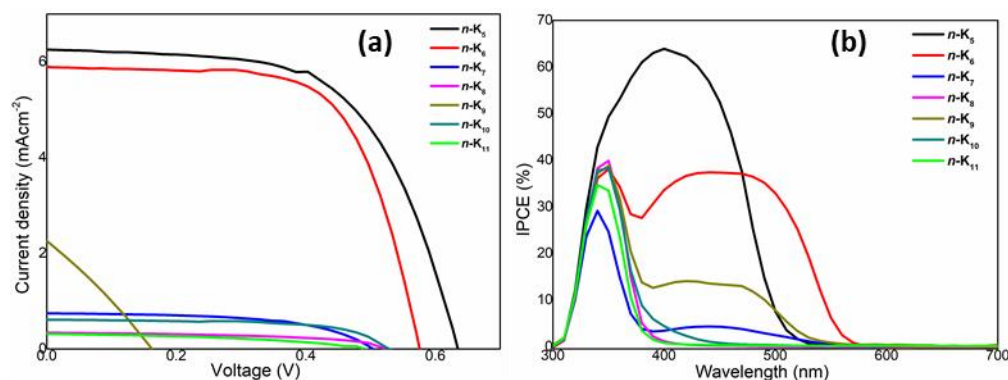 (a)
n-K5
n-K6
n-K7
n-K8
n-K9
n-K10
n-K11
Current density (mAcm-2)
6
4
2
0
0.0 0.2 0.4 0.6
Voltage (V)
(b)
n-K5
n-K6
n-K7
n-K8
n-K9
n-K10
n-K11
IPCE (%)
70
60
50
40
30
20
10
0
300 400 500 600 700
Wavelength (nm)